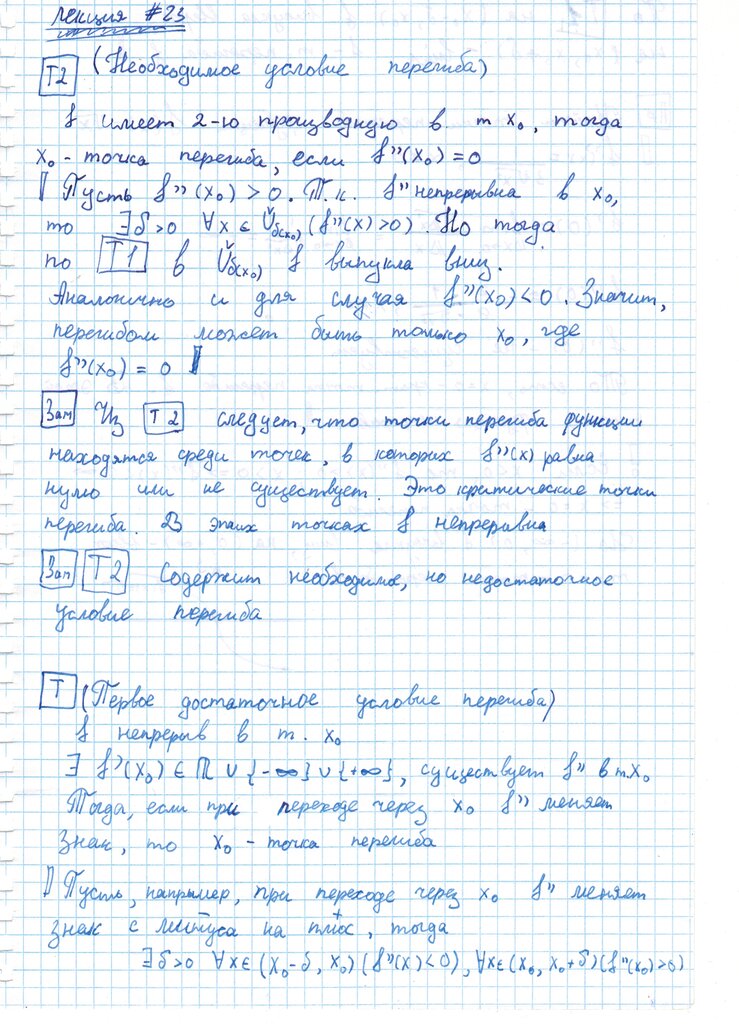 Лекция #23
Т2 (Необходимое условие перегиба)
f имеет 2-ю производную в т x₀, тогда
x₀ - точка перегиба, если f''(x₀) = 0
Пусть f''(x₀) > 0. Т.к. f'' непрерывна в x₀,
то ∃δ>0 ∀x∈Ǔδ(x₀) (f''(x)>0). Но тогда
по Т1 в Ǔδ(x₀) f выпукла вниз.
Аналогично и для случая f''(x₀)<0. Значит,
перегибом может быть только x₀, где
f''(x₀) = 0
Зам Из Т2 следует, что точки перегиба функции
находятся среди точек, в которых f''(x) равна
нулю или не существует. Это критические точки
перегиба. В этих точках f непрерывна
Зам Т2 Содержит необходимое, но недостаточное
условие перегиба
Т (Первое достаточное условие перегиба)
f непрерыв в т. x₀
∃ f'(x₀) ∈ ℝ ∪ {-∞} ∪ {+∞}, существует f'' в т x₀
Тогда, если при переходе через x₀ f'' меняет
знак, то x₀ - точка перегиба
Пусть, например, при переходе через x₀ f'' меняет
знак с минуса на плюс, тогда
∃δ>0 ∀x∈(x₀-δ, x₀) (f''(x)<0), ∀x∈(x₀, x₀+δ) (f''(x₀)>0)